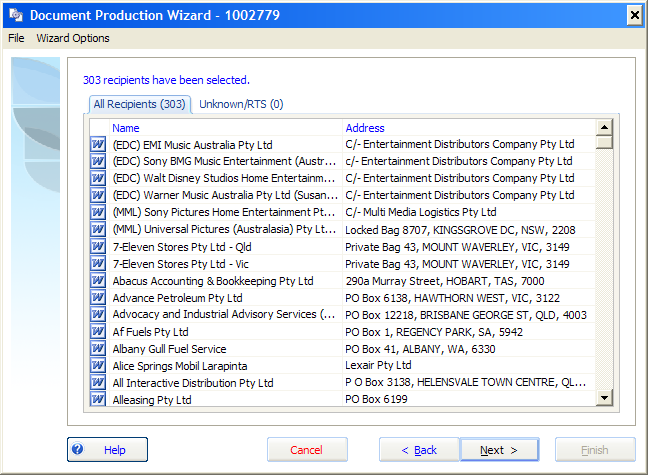 Document Production Wizard - 1002779
File Wizard Options
303 recipients have been selected.
All Recipients (303) Unknown/RTS (0)
Name Address
(EDC) EMI Music Australia Pty Ltd C/- Entertainment Distributors Company Pty Ltd
(EDC) Sony BMG Music Entertainment (Austr... c/- Entertainment Distributors Company Pty Ltd
(EDC) Walt Disney Studios Home Entertainm... C/- Entertainment Distributors Company Pty Ltd
(EDC) Warner Music Australia Pty Ltd (Susan... C/- Entertainment Distributors Company Pty Ltd
(MML) Sony Pictures Home Entertainment Pt... C/- Multi Media Logistics Pty Ltd
(MML) Universal Pictures (Australasia) Pty Lt... Locked Bag 8707, KINGSGROVE DC, NSW, 2208
7-Eleven Stores Pty Ltd - Qld Private Bag 43, MOUNT WAVERLEY, VIC, 3149
7-Eleven Stores Pty Ltd - Vic Private Bag 43, MOUNT WAVERLEY, VIC, 3149
Abacus Accounting & Bookkeeping Pty Ltd 290a Murray Street, HOBART, TAS, 7000
Advance Petroleum Pty Ltd PO Box 6138, HAWTHORN WEST, VIC, 3122
Advocacy and Industrial Advisory Services (... PO Box 12218, BRISBANE GEORGE ST, QLD, 4003
Af Fuels Pty Ltd PO Box 1, REGENCY PARK, SA, 5942
Albany Gull Fuel Service PO Box 41, ALBANY, WA, 6330
Alice Springs Mobil Larapinta Lexair Pty Ltd
All Interactive Distribution Pty Ltd P O Box 3138, HELENSVALE TOWN CENTRE, QL...
Alleasing Pty Ltd PO Box 6199
Help Cancel < Back Next > Finish